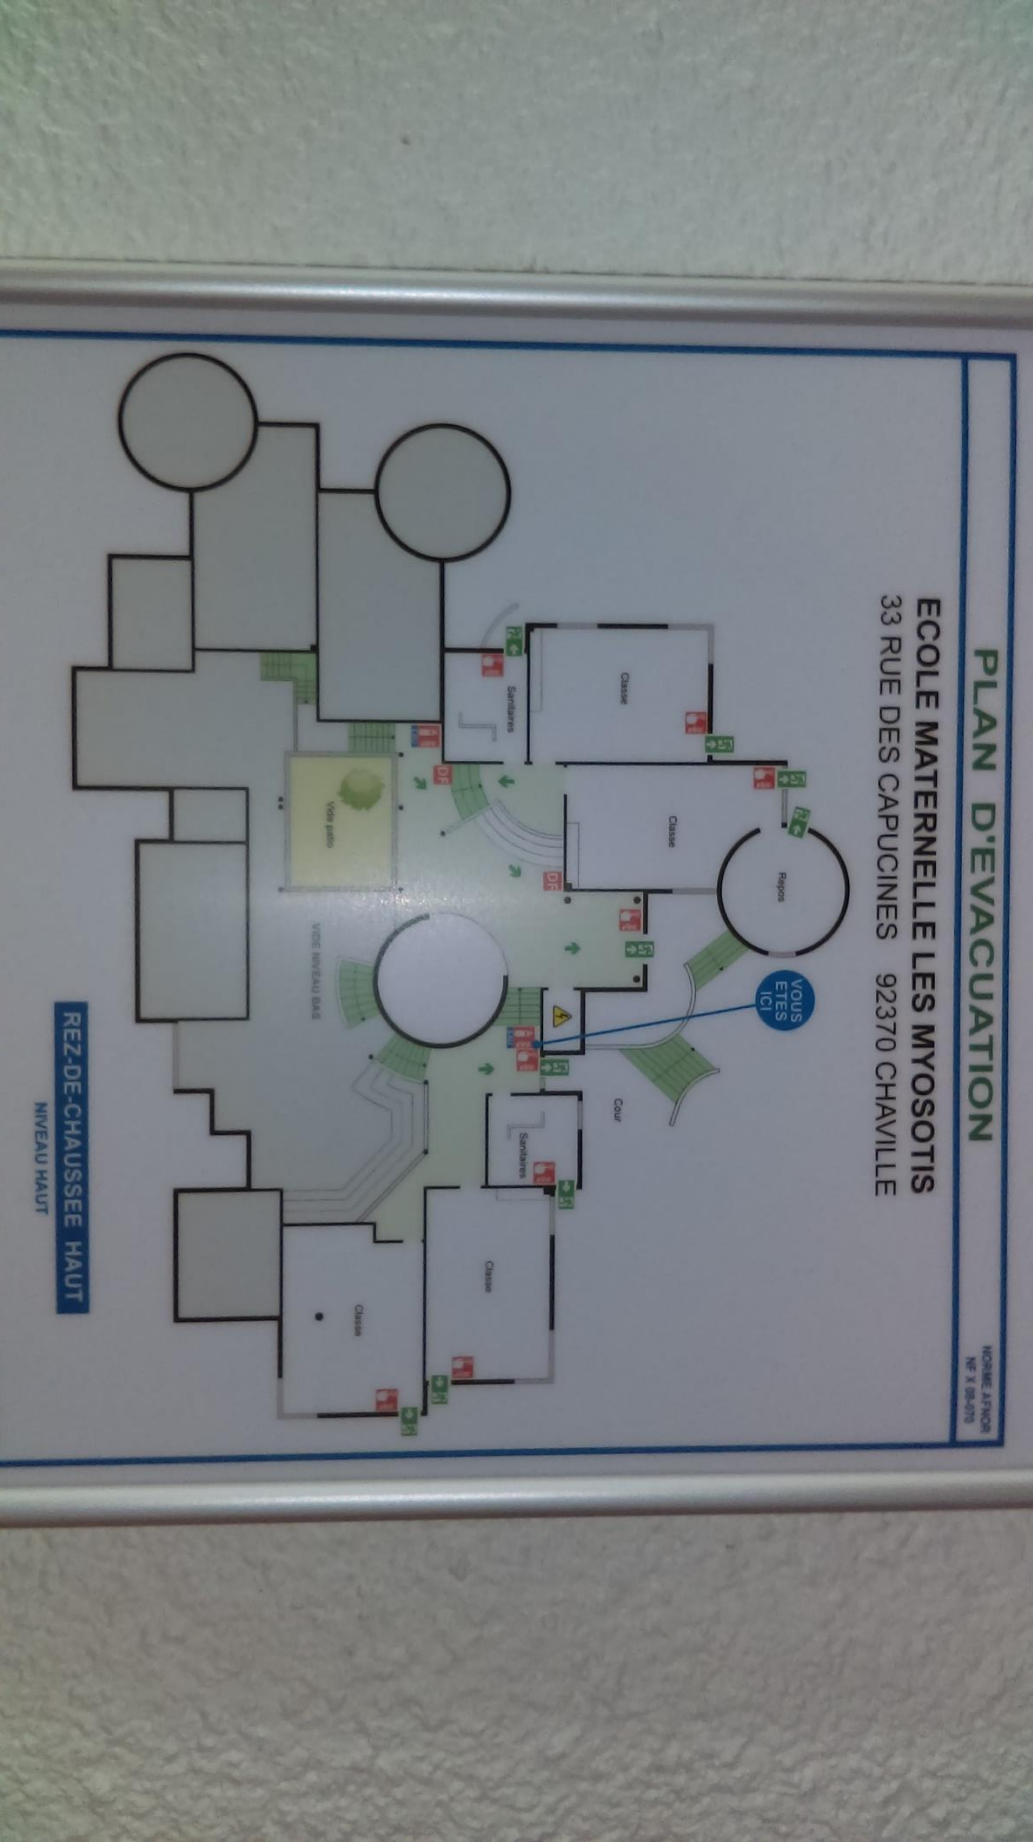 PLAN D'EVACUATION
NORME AFNOR
NF X 08-070
ECOLE MATERNELLE LES MYOSOTIS
33 RUE DES CAPUCINES 92370 CHAVILLE
VOUS
ETES
ICI
Repos
Classe
Classe
Cour
Sanitaires
DF
DF
Sanitaires
Classe
Classe
Vide patio
VIDE NIVEAU BAS
REZ-DE-CHAUSSEE HAUT
NIVEAU HAUT